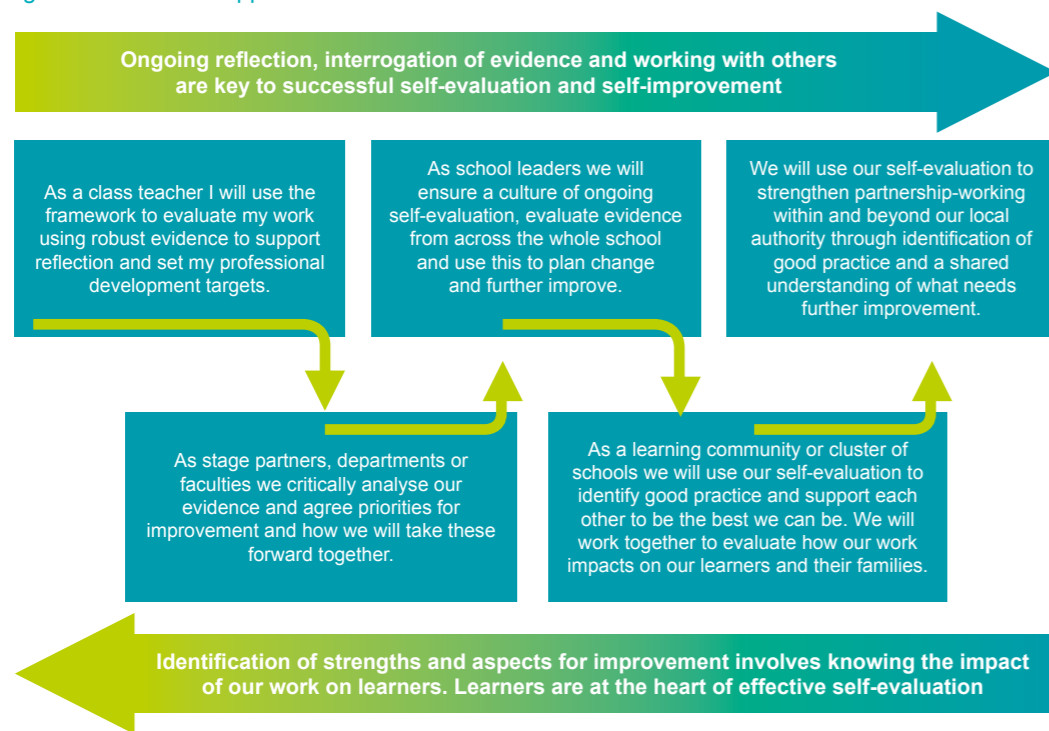 Ongoing reflection, interrogation of evidence and working with others
are key to successful self-evaluation and self-improvement
As a class teacher I will use the
framework to evaluate my work
using robust evidence to support
reflection and set my professional
development targets.
As school leaders we will
ensure a culture of ongoing
self-evaluation, evaluate evidence
from across the whole school
and use this to plan change
and further improve.
We will use our self-evaluation to
strengthen partnership-working
within and beyond our local
authority through identification of
good practice and a shared
understanding of what needs
further improvement.
As stage partners, departments or
faculties we critically analyse our
evidence and agree priorities for
improvement and how we will take these
forward together.
As a learning community or cluster of
schools we will use our self-evaluation to
identify good practice and support each
other to be the best we can be. We will
work together to evaluate how our work
impacts on our learners and their families.
Identification of strengths and aspects for improvement involves knowing the impact
of our work on learners. Learners are at the heart of effective self-evaluation